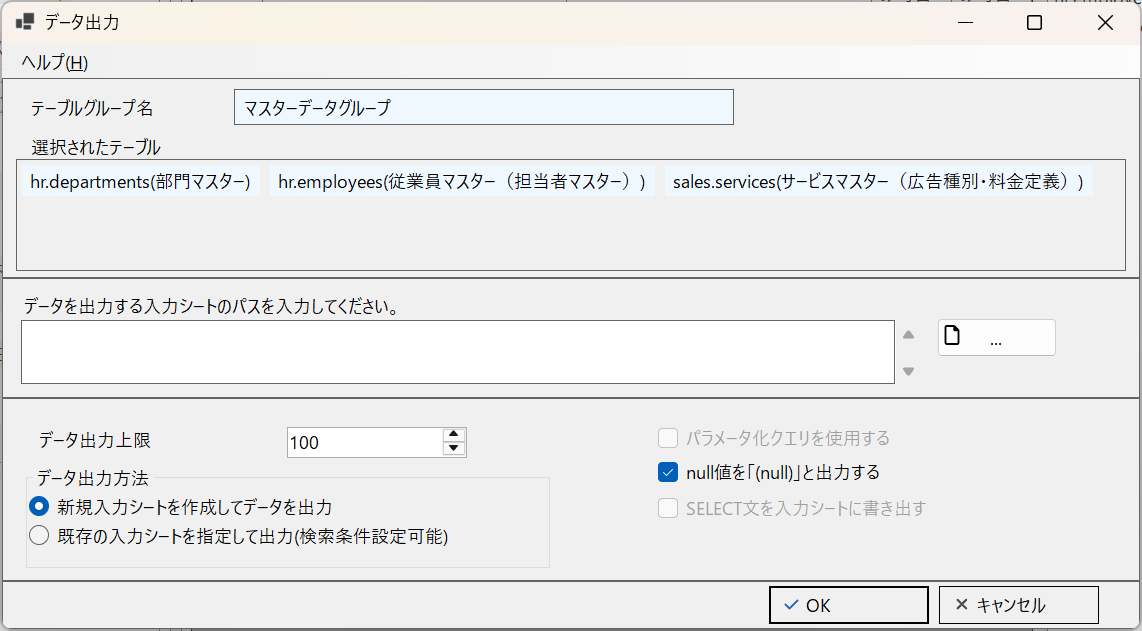 データ出力
ヘルプ(H)
テーブルグループ名 マスターデータグループ
選択されたテーブル
hr.departments(部門マスター) hr.employees(従業員マスター（担当者マスター）) sales.services(サービスマスター（広告種別・料金定義）)
データを出力する入力シートのパスを入力してください。
...
データ出力上限 100
パラメータ化クエリを使用する
データ出力方法
null値を「(null)」と出力する
新規入力シートを作成してデータを出力
SELECT文を入力シートに書き出す
既存の入力シートを指定して出力(検索条件設定可能)
OK キャンセル